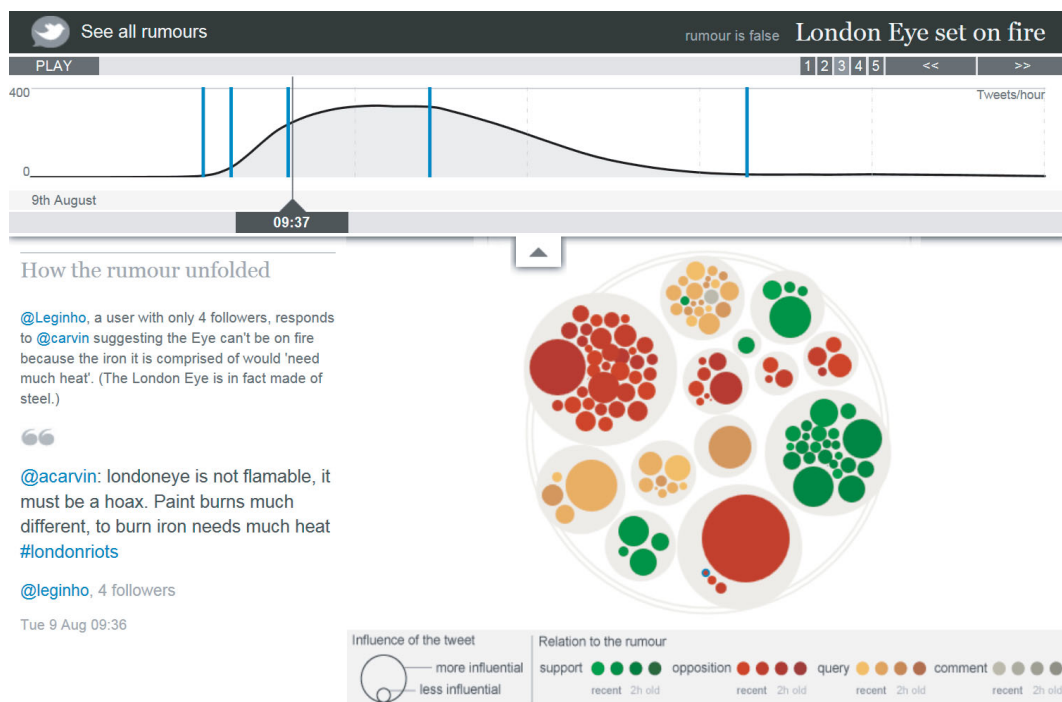 See all rumours
rumour is false London Eye set on fire
PLAY
1 2 3 4 5 << >>
400
Tweets/hour
0
9th August
09:37
How the rumour unfolded
@Leginho, a user with only 4 followers, responds
to @carvin suggesting the Eye can't be on fire
because the iron it is comprised of would 'need
much heat'. (The London Eye is in fact made of
steel.)
@acarvin: londoneye is not flamable, it
must be a hoax. Paint burns much
different, to burn iron needs much heat
#londonriots
@leginho, 4 followers
Tue 9 Aug 09:36
Influence of the tweet
more influential
less influential
Relation to the rumour
support opposition query comment
recent 2h old recent 2h old recent 2h old recent 2h old